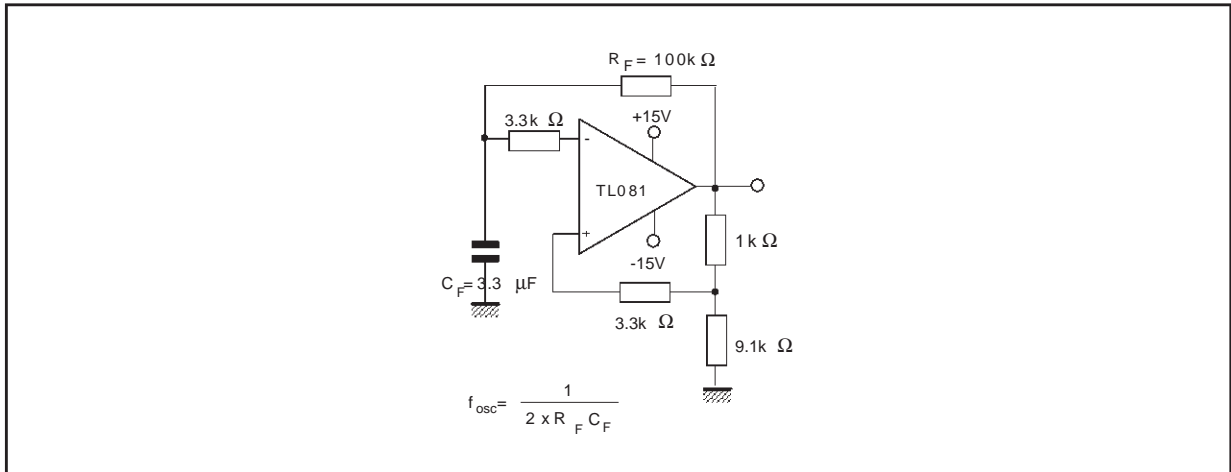 R F = 100k Ω
3.3k Ω
+15V
-
TL081
+
-15V
1k Ω
C F = 3.3 µF
3.3k Ω
9.1k Ω
f osc = 1
2 x R F C F